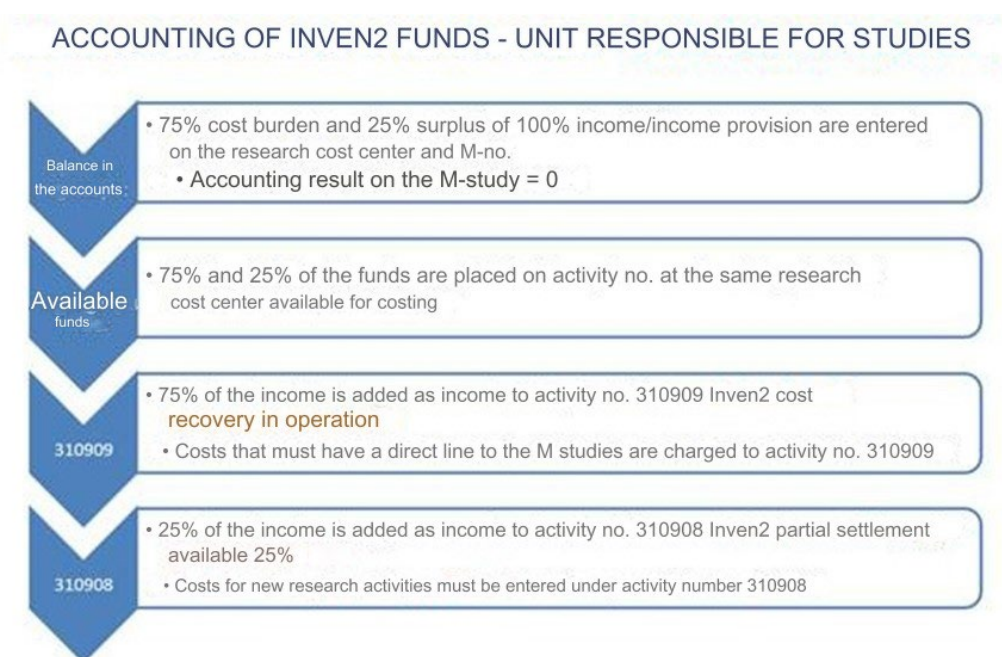 ACCOUNTING OF INVEN2 FUNDS - UNIT RESPONSIBLE FOR STUDIES
Balance in
the accounts:
• 75% cost burden and 25% surplus of 100% income/income provision are entered
on the research cost center and M-no.
• Accounting result on the M-study = 0
Available
funds
• 75% and 25% of the funds are placed on activity no. at the same research
cost center available for costing
310909
• 75% of the income is added as income to activity no. 310909 Inven2 cost
recovery in operation
• Costs that must have a direct line to the M studies are charged to activity no. 310909
310908
• 25% of the income is added as income to activity no. 310908 Inven2 partial settlement
available 25%
• Costs for new research activities must be entered under activity number 310908